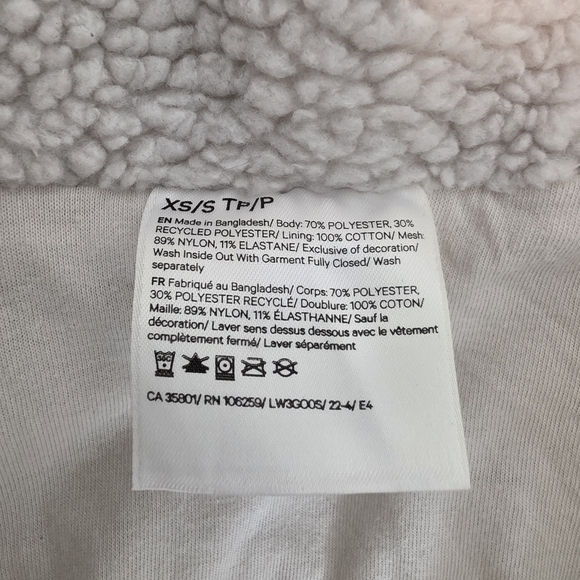 XS/S TP/P
EN Made in Bangladesh/ Body: 70% POLYESTER, 30%
RECYCLED POLYESTER/ Lining: 100% COTTON/ Mesh:
89% NYLON, 11% ELASTANE/ Exclusive of decoration/
Wash Inside Out With Garment Fully Closed/ Wash
separately
FR Fabriqué au Bangladesh/ Corps: 70% POLYESTER,
30% POLYESTER RECYCLÉ/ Doublure: 100% COTON/
Maille: 89% NYLON, 11% ÉLASTHANNE/ Sauf la
décoration/ Laver sens dessus dessous avec le vêtement
complètement fermé/ Laver séparément
CA 35801/ RN 106259/ LW3G00S/ 22-4/ E4